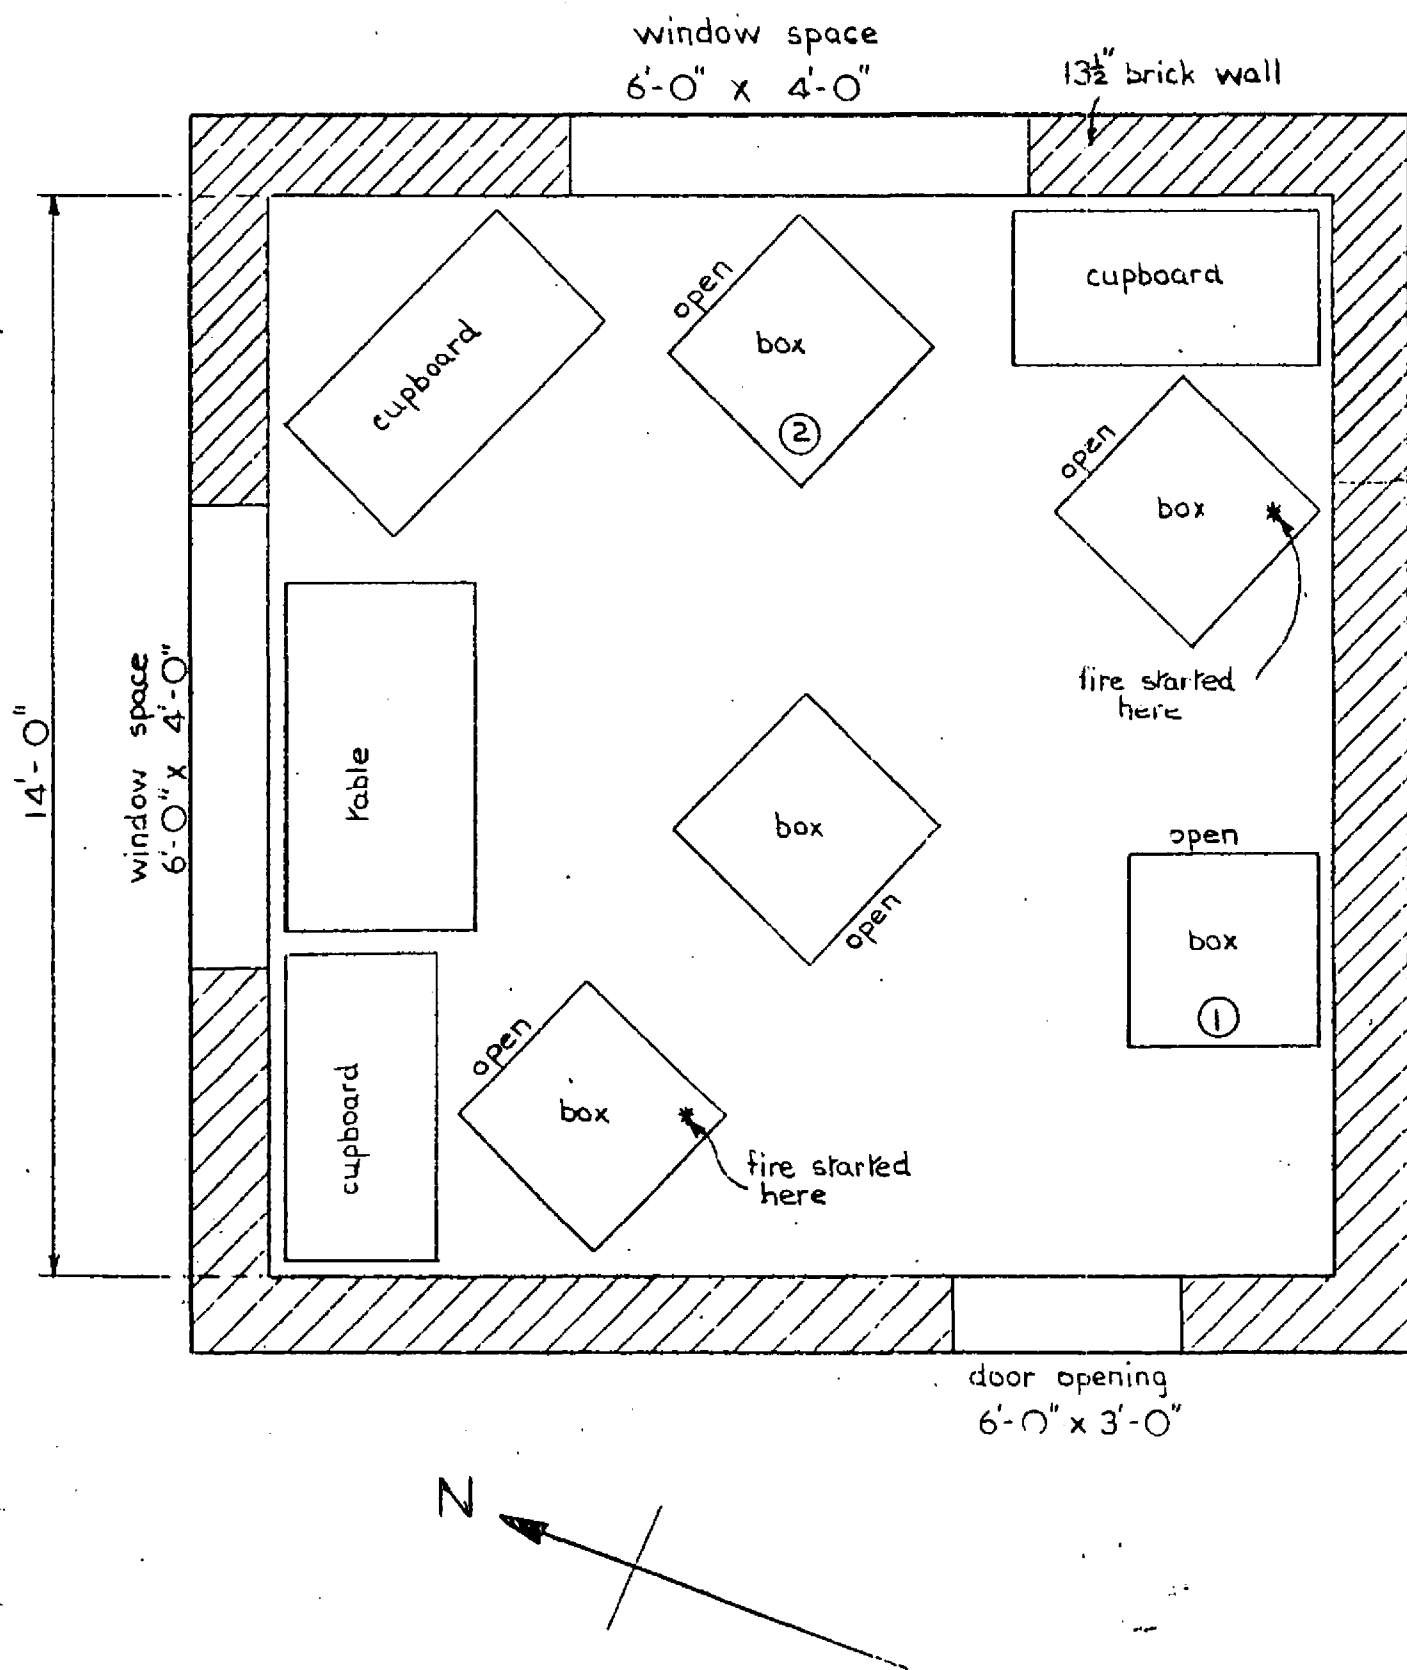 window space
6'-0" x 4'-0"
13½" brick wall
cupboard
open
box
2
cupboard
open
box
fire started
here
14'-0"
window space
6'-0" x 4'-0"
table
box
open
open
box
1
cupboard
open
box
fire started
here
door opening
6'-0" x 3'-0"
N